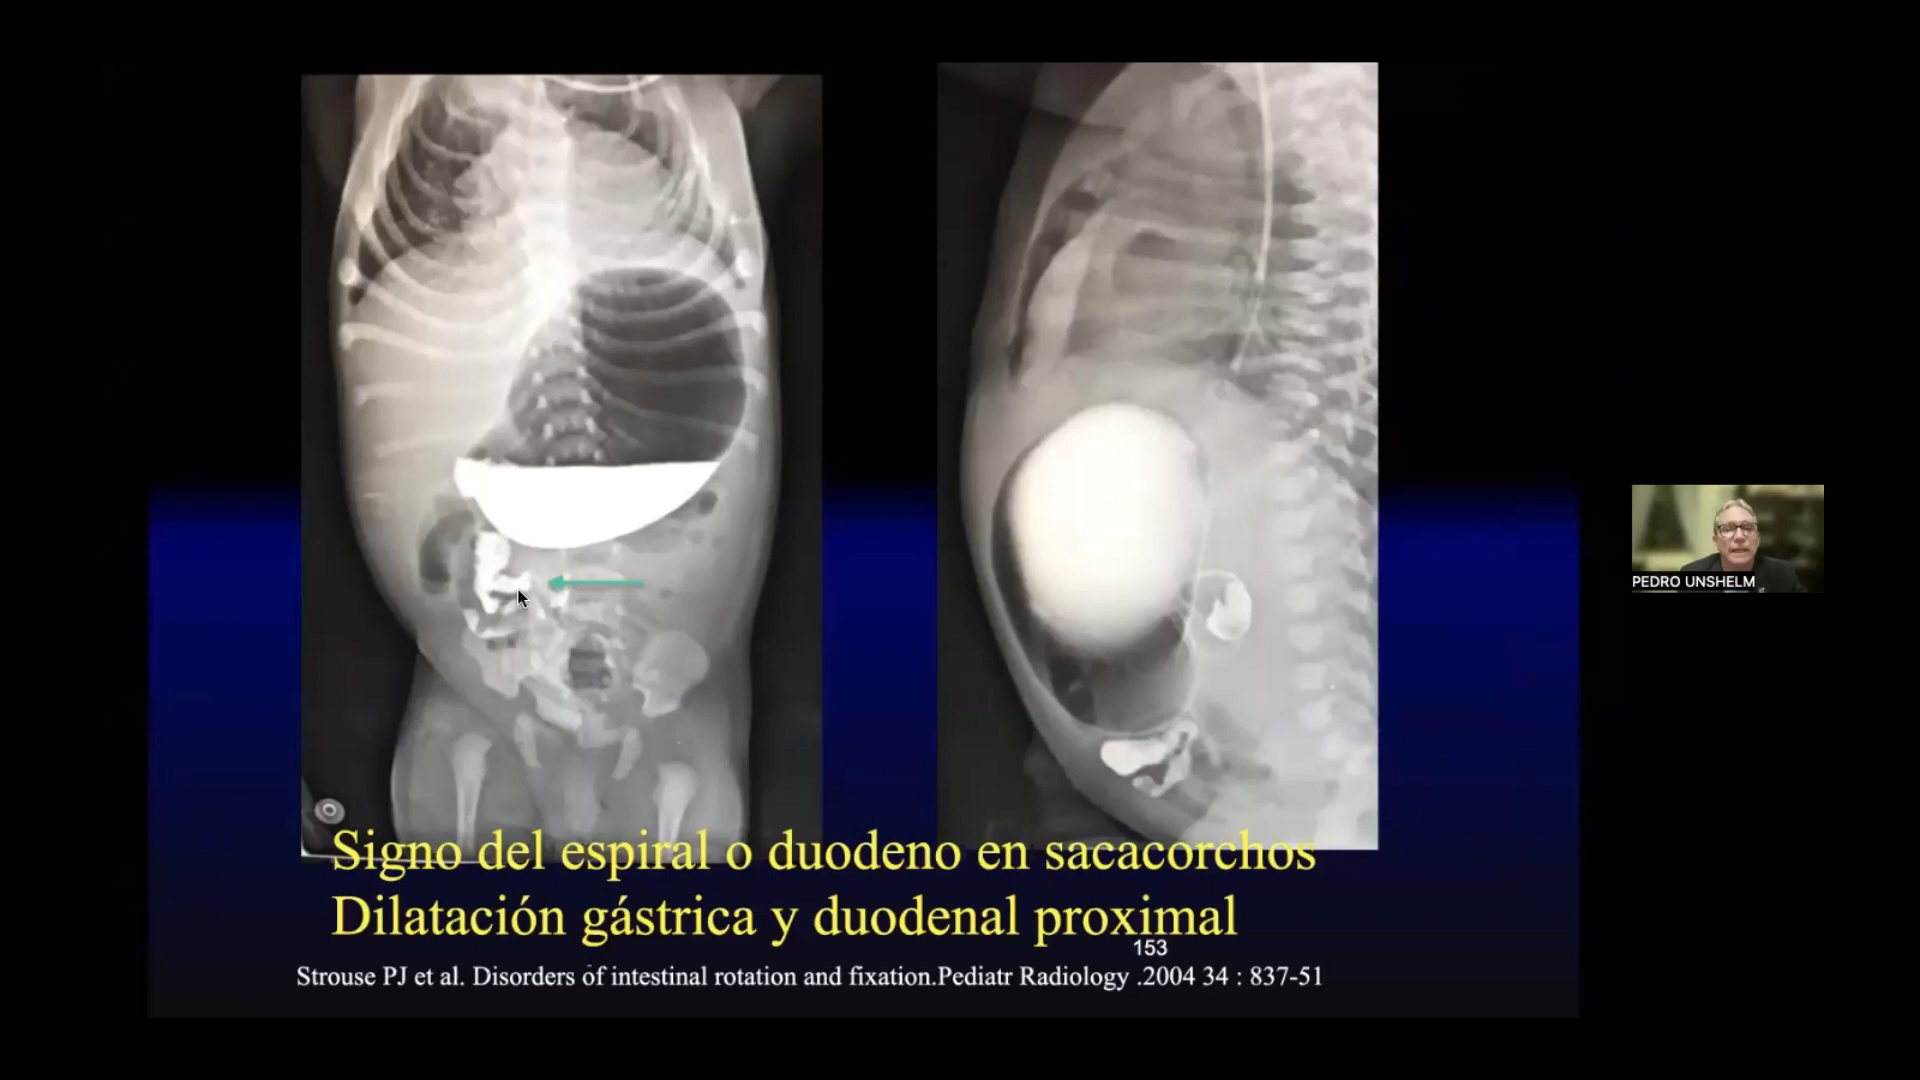 PEDRO UNSHELM
Signo del espiral o duodeno en sacacorchos
Dilatación gástrica y duodenal proximal
153
Strouse PJ et al. Disorders of intestinal rotation and fixation.Pediatr Radiology .2004 34 : 837-51